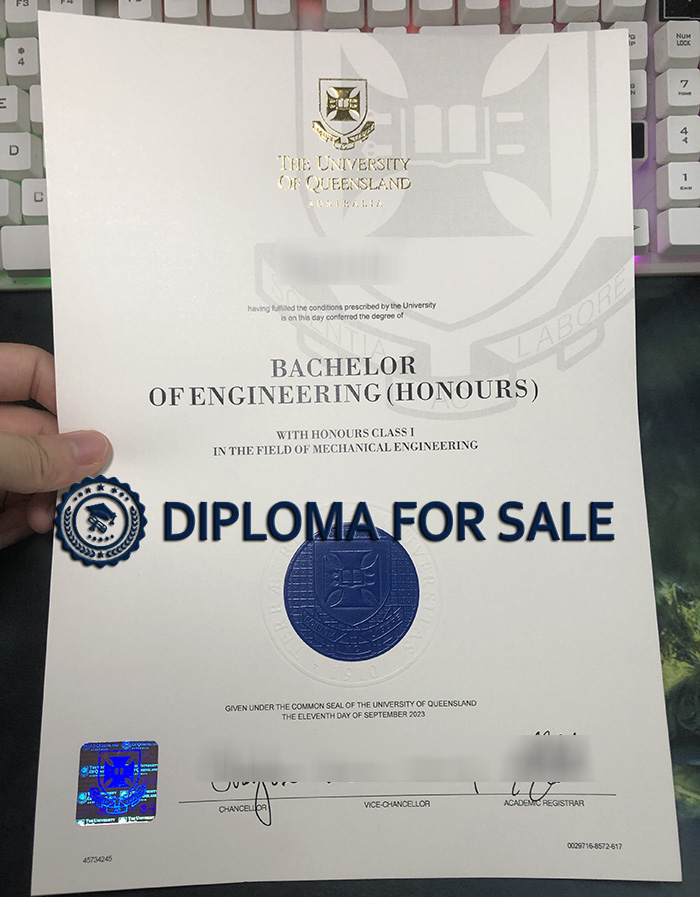 THE UNIVERSITY
OF QUEENSLAND
AUSTRALIA
having fulfilled the conditions prescribed by the University
is on this day conferred the degree of
LABORE
AC
BACHELOR
OF ENGINEERING (HONOURS)
WITH HONOURS CLASS I
IN THE FIELD OF MECHANICAL ENGINEERING
DIPLOMA FOR SALE
1910
GIVEN UNDER THE COMMON SEAL OF THE UNIVERSITY OF QUEENSLAND
THE ELEVENTH DAY OF SEPTEMBER 2023
CHANCELLOR
VICE-CHANCELLOR
ACADEMIC REGISTRAR
0029716-8572-617
45734245